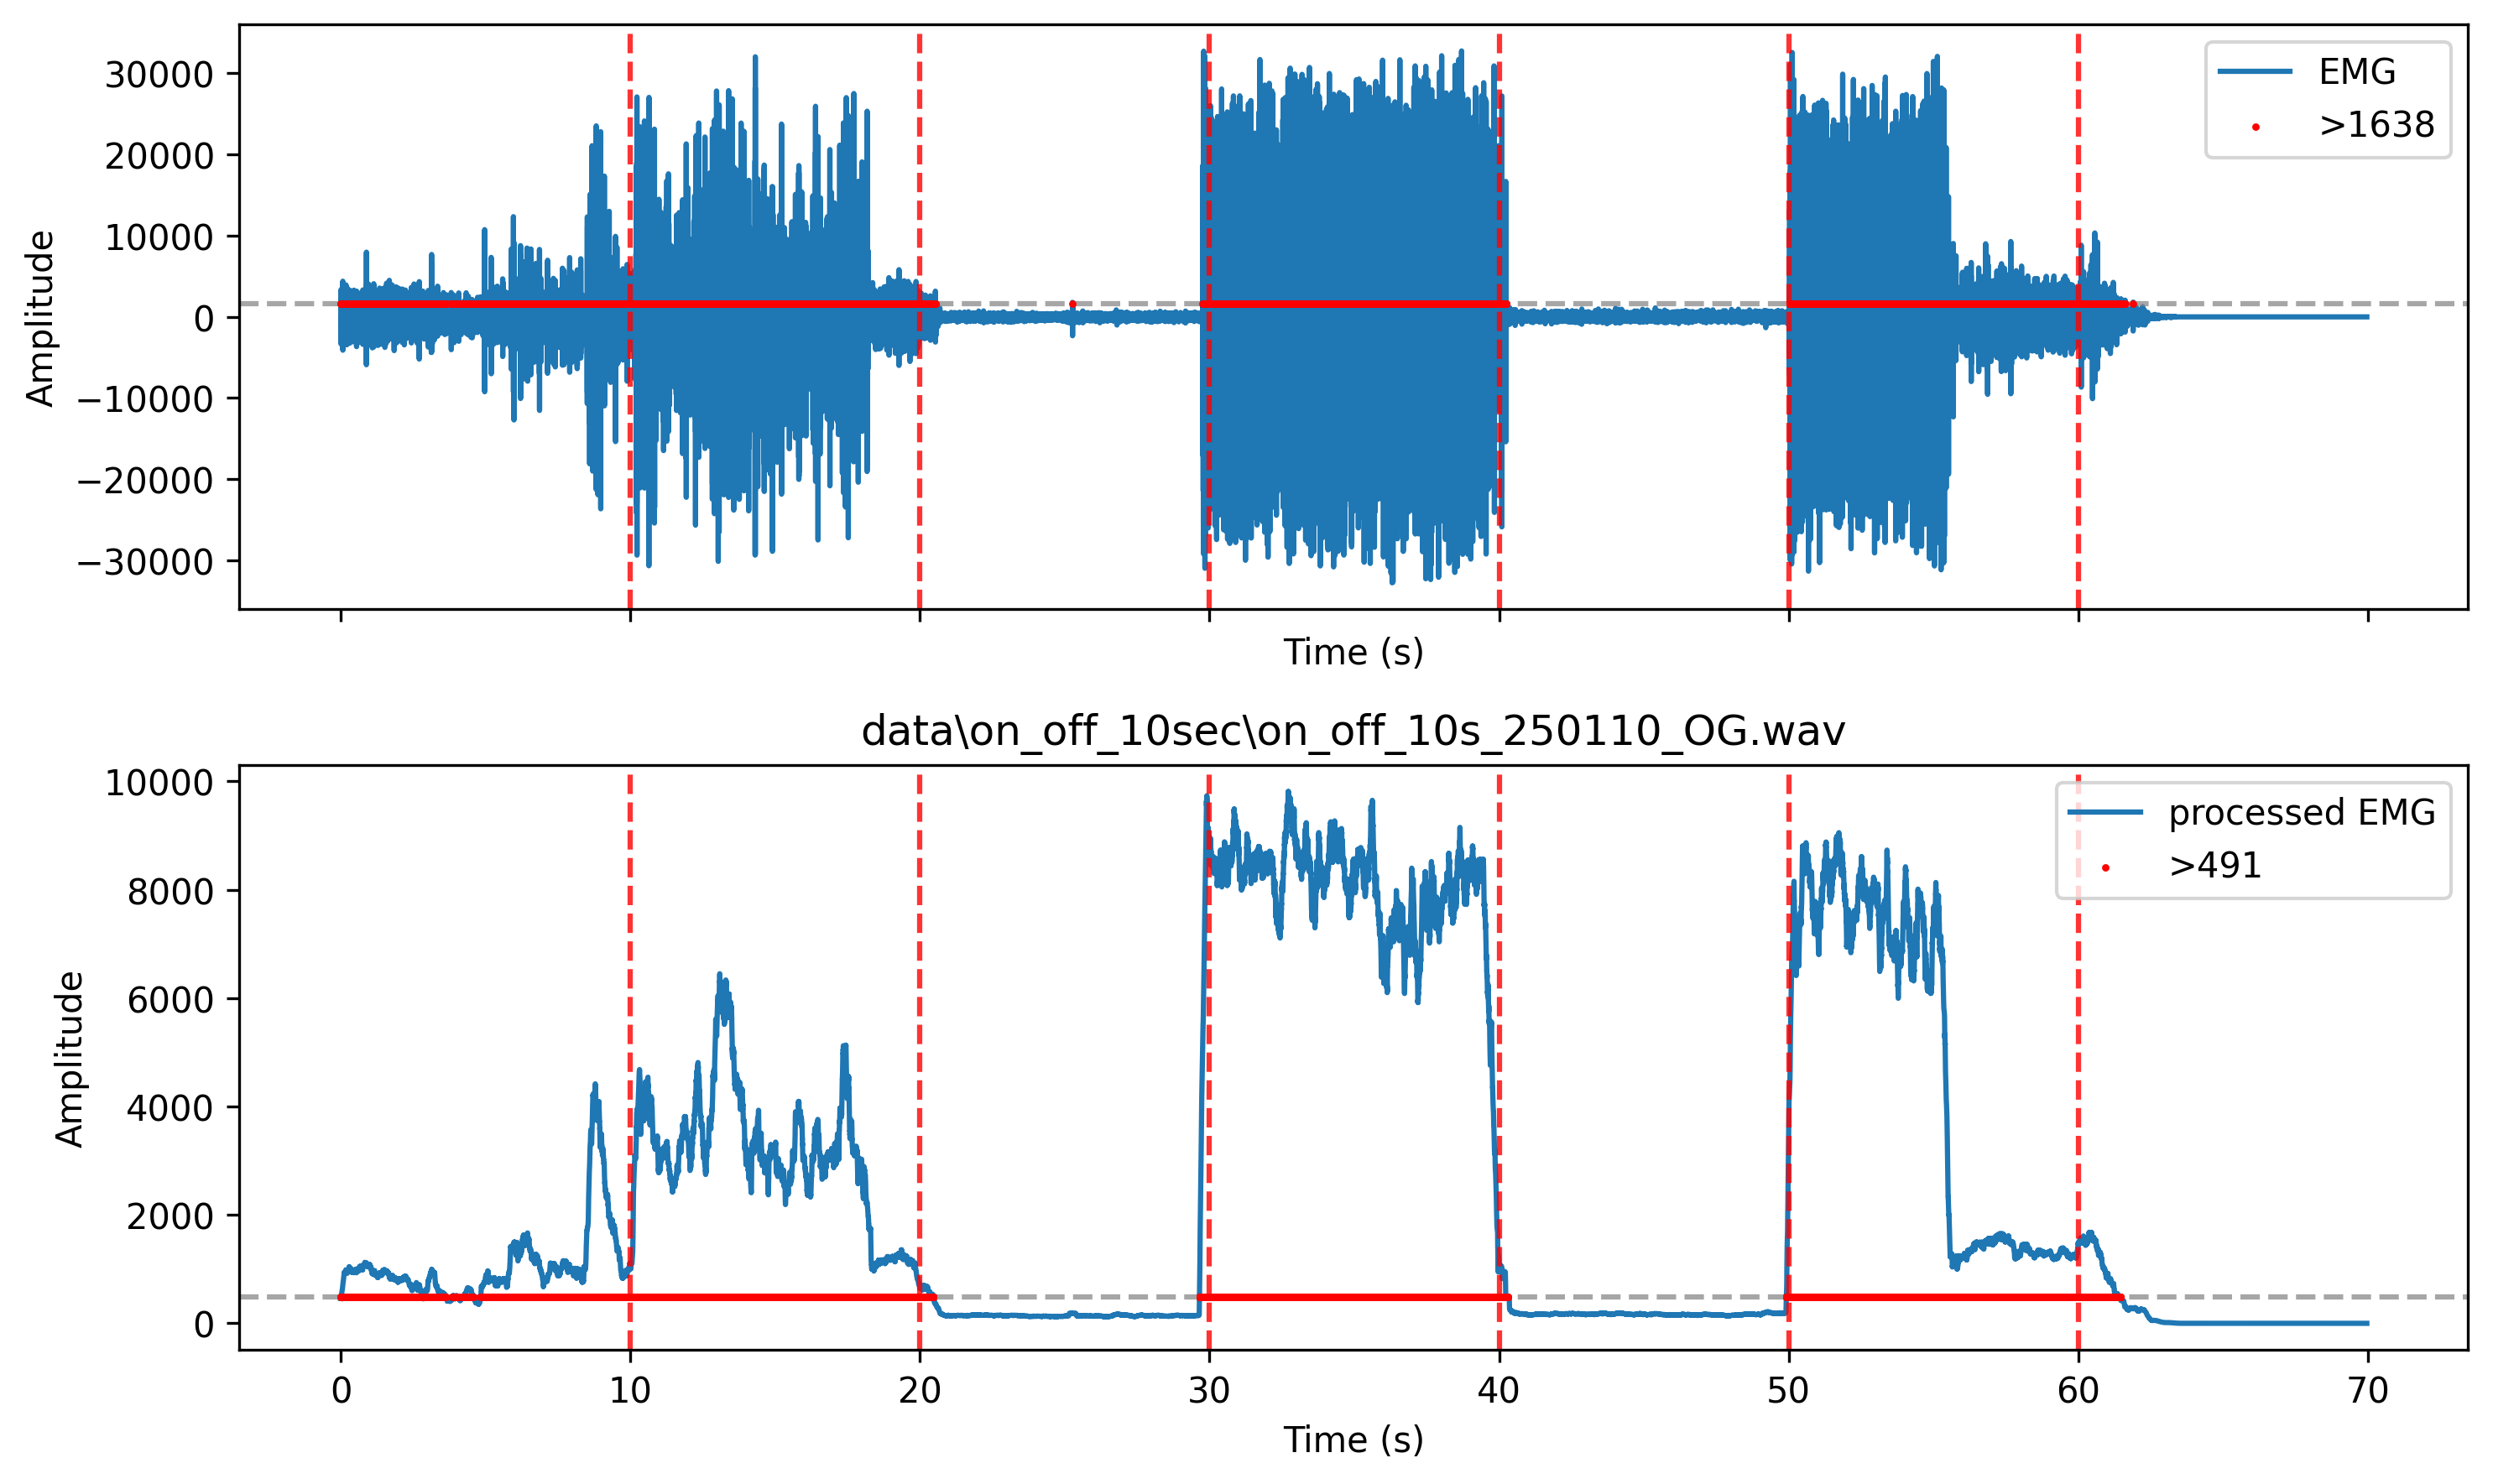 30000
20000
10000
0
−10000
−20000
−30000
Amplitude
EMG
>1638
Time (s)
data\on_off_10sec\on_off_10s_250110_OG.wav
10000
8000
6000
4000
2000
0
Amplitude
processed EMG
>491
0 10 20 30 40 50 60 70
Time (s)